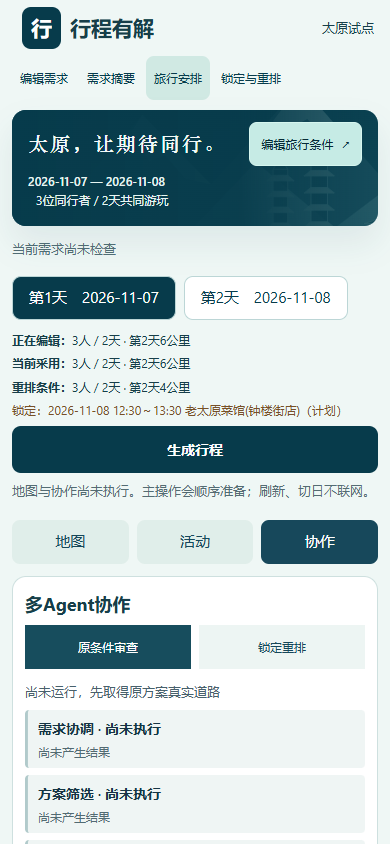 行 行程有解 太原试点
编辑需求 需求摘要 旅行安排 锁定与重排
太原，让期待同行。 编辑旅行条件 ↗
2026-11-07 — 2026-11-08
3位同行者 / 2天共同游玩
当前需求尚未检查
第1天 2026-11-07 第2天 2026-11-08
正在编辑：3人 / 2天 · 第2天6公里
当前采用：3人 / 2天 · 第2天6公里
重排条件：3人 / 2天 · 第2天4公里
锁定：2026-11-08 12:30～13:30 老太原菜馆(钟楼街店)（计划）
生成行程
地图与协作尚未执行。主操作会顺序准备；刷新、切日不联网。
地图 活动 协作
多Agent协作
原条件审查 锁定重排
尚未运行，先取得原方案真实道路
需求协调 · 尚未执行
尚未产生结果
方案筛选 · 尚未执行
尚未产生结果